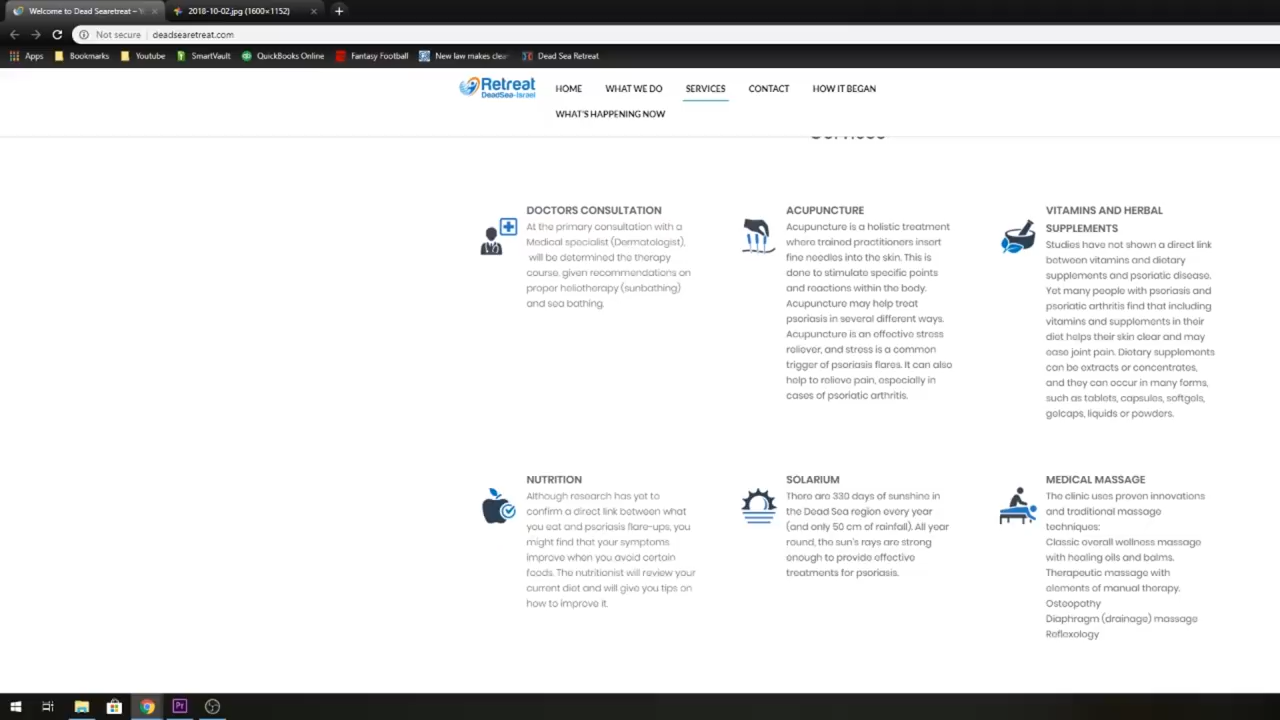 Welcome to Dead Searetreat –
2018-10-02.jpg (1600×1152)
Not secure
deadsearetreat.com
Apps
Bookmarks
Youtube
SmartVault
QuickBooks Online
Fantasy Football
New law makes clea
Dead Sea Retreat
Retreat
DeadSea-Israel
HOME
WHAT WE DO
SERVICES
CONTACT
HOW IT BEGAN
WHAT'S HAPPENING NOW
Services
DOCTORS CONSULTATION
At the primary consultation with a
Medical specialist (Dermatologist),
will be determined the therapy
course, given recommendations on
proper heliotherapy (sunbathing)
and sea bathing.
ACUPUNCTURE
Acupuncture is a holistic treatment
where trained practitioners insert
fine needles into the skin. This is
done to stimulate specific points
and reactions within the body.
Acupuncture may help treat
psoriasis in several different ways.
Acupuncture is an effective stress
reliever, and stress is a common
trigger of psoriasis flares. It can also
help to relieve pain, especially in
cases of psoriatic arthritis.
VITAMINS AND HERBAL
SUPPLEMENTS
Studies have not shown a direct link
between vitamins and dietary
supplements and psoriatic disease.
Yet many people with psoriasis and
psoriatic arthritis find that including
vitamins and supplements in their
diet helps their skin clear and may
ease joint pain. Dietary supplements
can be extracts or concentrates,
and they can occur in many forms,
such as tablets, capsules, softgels,
gelcaps, liquids or powders.
NUTRITION
Although research has yet to
confirm a direct link between what
you eat and psoriasis flare-ups, you
might find that your symptoms
improve when you avoid certain
foods. The nutritionist will review your
current diet and will give you tips on
how to improve it.
SOLARIUM
There are 330 days of sunshine in
the Dead Sea region every year
(and only 50 cm of rainfall). All year
round, the sun's rays are strong
enough to provide effective
treatments for psoriasis.
MEDICAL MASSAGE
The clinic uses proven innovations
and traditional massage
techniques:
Classic overall wellness massage
with healing oils and balms.
Therapeutic massage with
elements of manual therapy.
Osteopathy
Diaphragm (drainage) massage
Reflexology
Pr